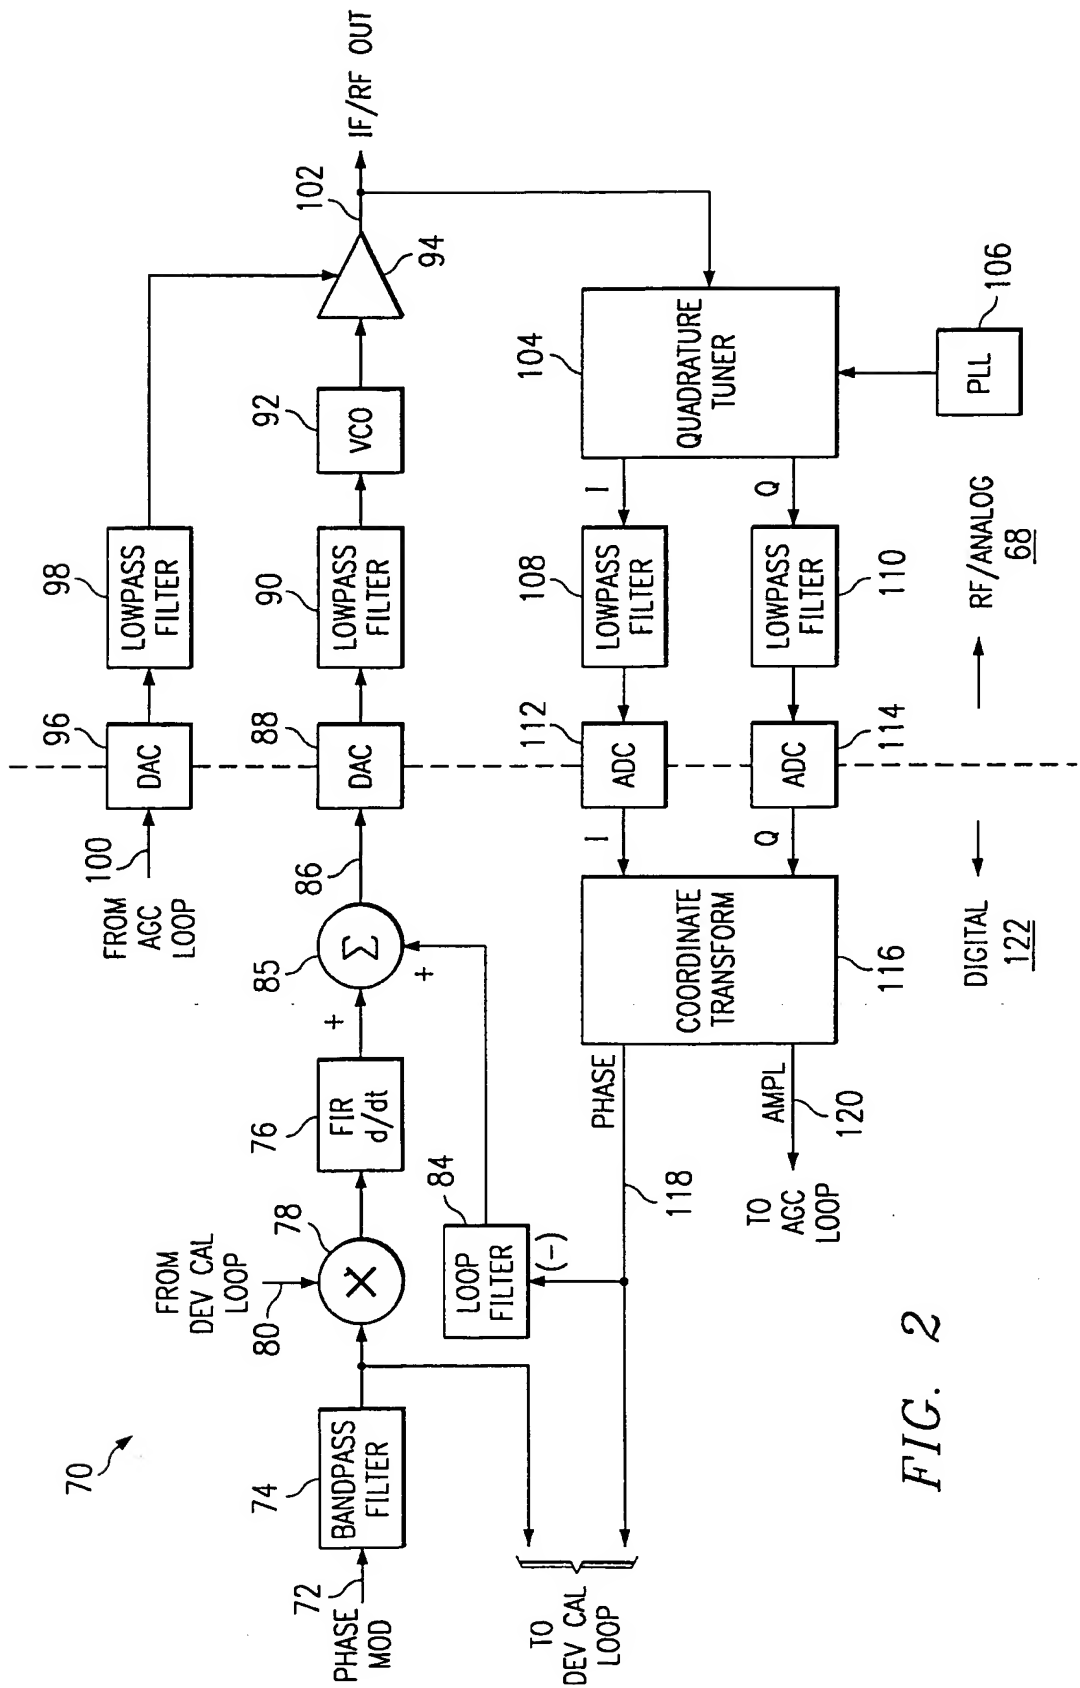 70
FROM
AGC
LOOP
100
96
DAC
98
LOWPASS
FILTER
PHASE
MOD
72
74
BANDPASS
FILTER
FROM
DEV CAL
LOOP
80
78
X
76
FIR
d/dt
+
85
Σ
+
86
88
DAC
90
LOWPASS
FILTER
92
VCO
94
102
IF/RF OUT
84
LOOP
FILTER
(-)
TO
DEV CAL
LOOP
118
PHASE
AMPL
120
TO
AGC
LOOP
COORDINATE
TRANSFORM
116
I
Q
112
ADC
ADC
114
108
LOWPASS
FILTER
LOWPASS
FILTER
110
I
Q
104
QUADRATURE
TUNER
PLL
106
DIGITAL
122
RF/ANALOG
68
FIG. 2